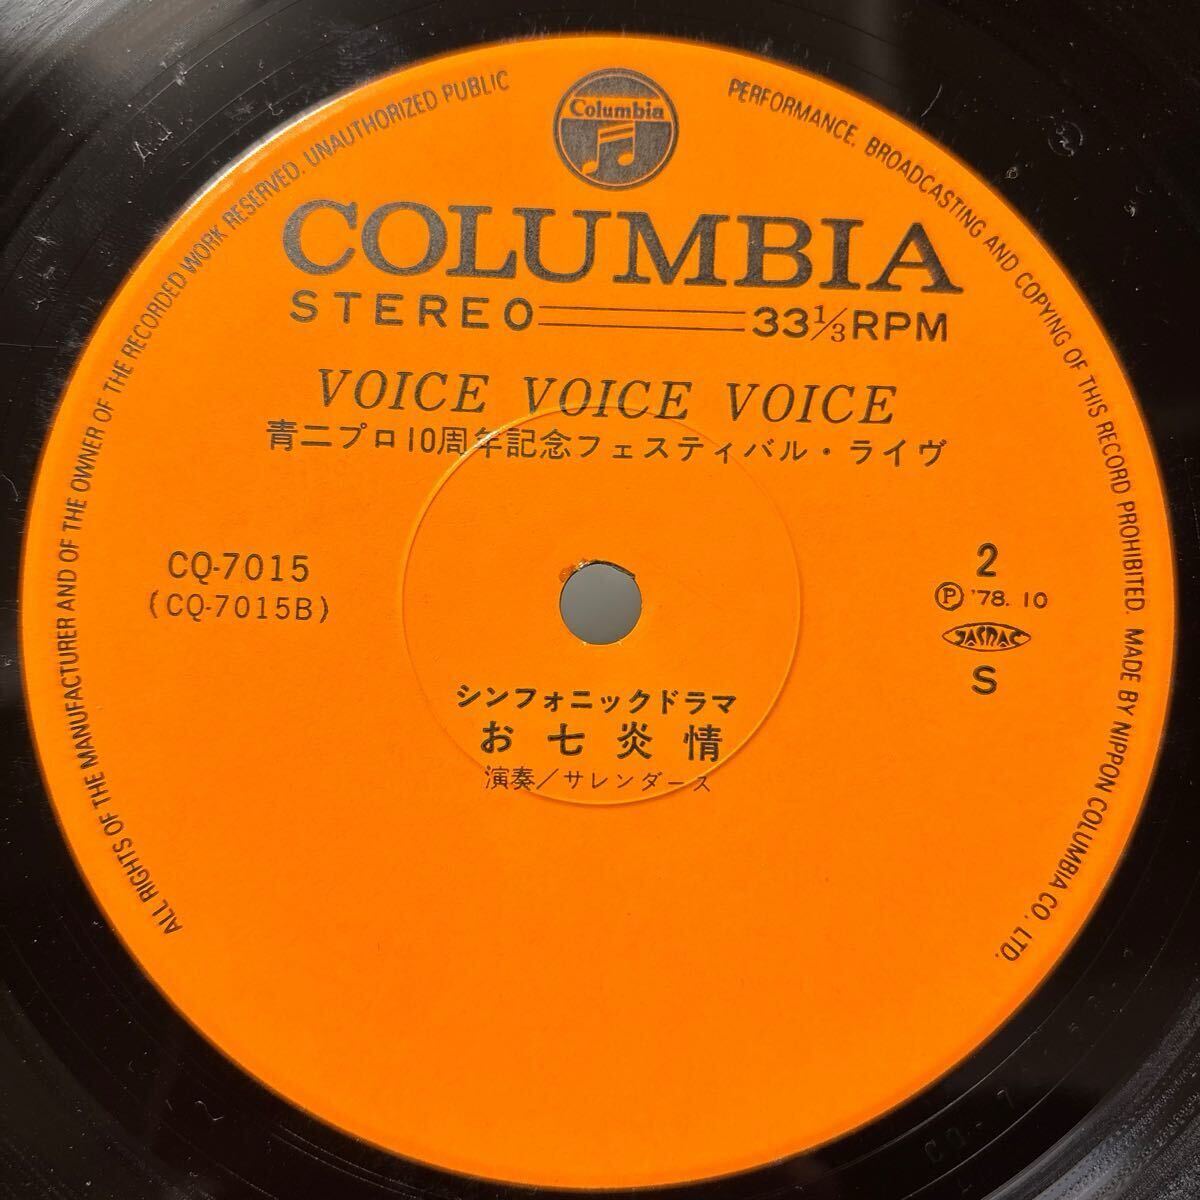 Columbia
COLUMBIA
STEREO 33 1/3 RPM
VOICE VOICE VOICE
青二プロ10周年記念フェスティバル・ライヴ
CQ-7015
(CQ-7015B)
2
Ⓟ '78. 10
JASRAC
S
シンフォニックドラマ
お七炎情
演奏/サレンダース
ALL RIGHTS OF THE MANUFACTURER AND OF THE OWNER OF THE RECORDED WORK RESERVED. UNAUTHORIZED PUBLIC PERFORMANCE, BROADCASTING AND COPYING OF THIS RECORD PROHIBITED. MADE BY NIPPON COLUMBIA CO., LTD.